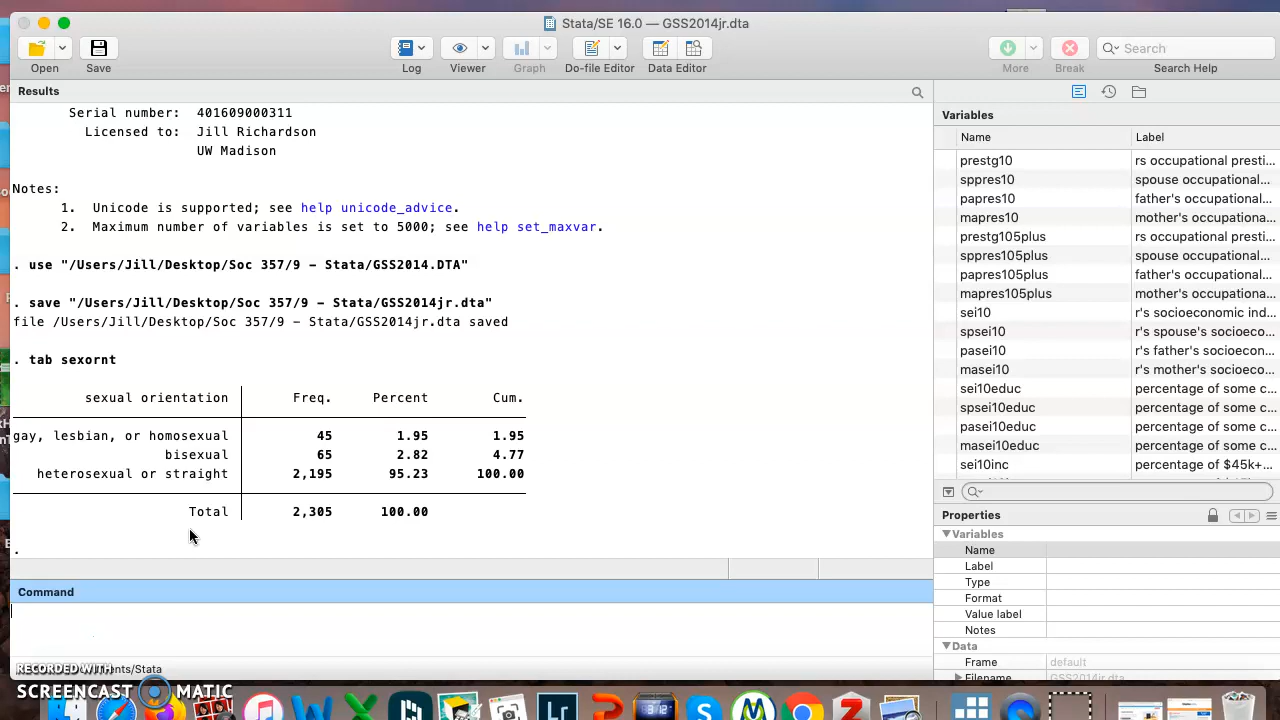 Stata/SE 16.0 — GSS2014jr.dta
Open Save Log Viewer Graph Do-file Editor Data Editor More Break Search Search Help
Results
Serial number: 401609000311
Licensed to: Jill Richardson
UW Madison
Notes:
1. Unicode is supported; see help unicode_advice.
2. Maximum number of variables is set to 5000; see help set_maxvar.
. use "/Users/Jill/Desktop/Soc 357/9 – Stata/GSS2014.DTA"
. save "/Users/Jill/Desktop/Soc 357/9 – Stata/GSS2014jr.dta"
file /Users/Jill/Desktop/Soc 357/9 – Stata/GSS2014jr.dta saved
. tab sexornt
sexual orientation Freq. Percent Cum.
gay, lesbian, or homosexual 45 1.95 1.95
bisexual 65 2.82 4.77
heterosexual or straight 2,195 95.23 100.00
Total 2,305 100.00
.
Command
Variables
Name Label
prestg10 rs occupational presti...
sppres10 spouse occupational...
papres10 father's occupational...
mapres10 mother's occupational...
prestg105plus rs occupational presti...
sppres105plus spouse occupational...
papres105plus father's occupational...
mapres105plus mother's occupational...
sei10 r's socioeconomic ind...
spsei10 r's spouse's socioeco...
pasei10 r's father's socioecon...
masei10 r's mother's socioeco...
sei10educ percentage of some c...
spsei10educ percentage of some c...
pasei10educ percentage of some c...
masei10educ percentage of some c...
sei10inc percentage of $45k+...
Properties
Variables
Name
Label
Type
Format
Value label
Notes
Data
Frame default
Filename GSS2014jr.dta
RECORDED WITH
ents/Stata
SCREENCAST MATIC